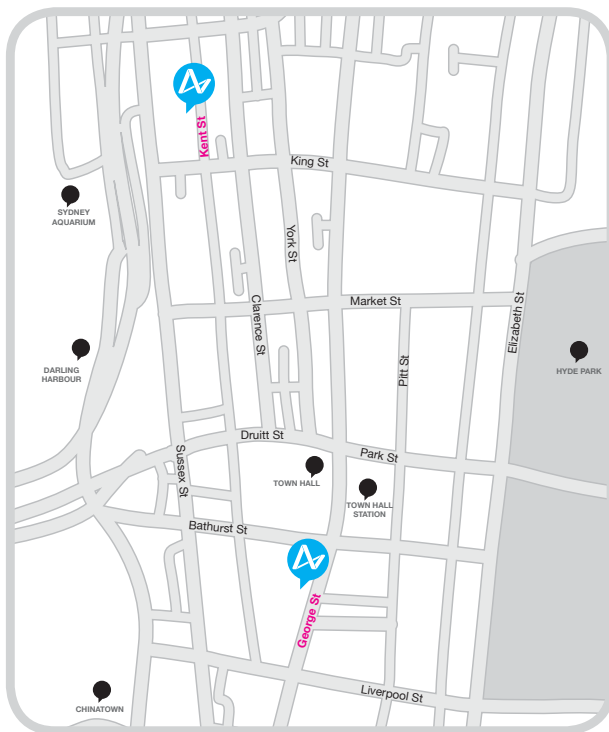 Kent St
King St
SYDNEY
AQUARIUM
York St
Elizabeth St
Market St
Clarence St
DARLING
HARBOUR
Pitt St
HYDE PARK
Druitt St
Sussex St
Park St
TOWN HALL
TOWN HALL
STATION
Bathurst St
George St
Liverpool St
CHINATOWN